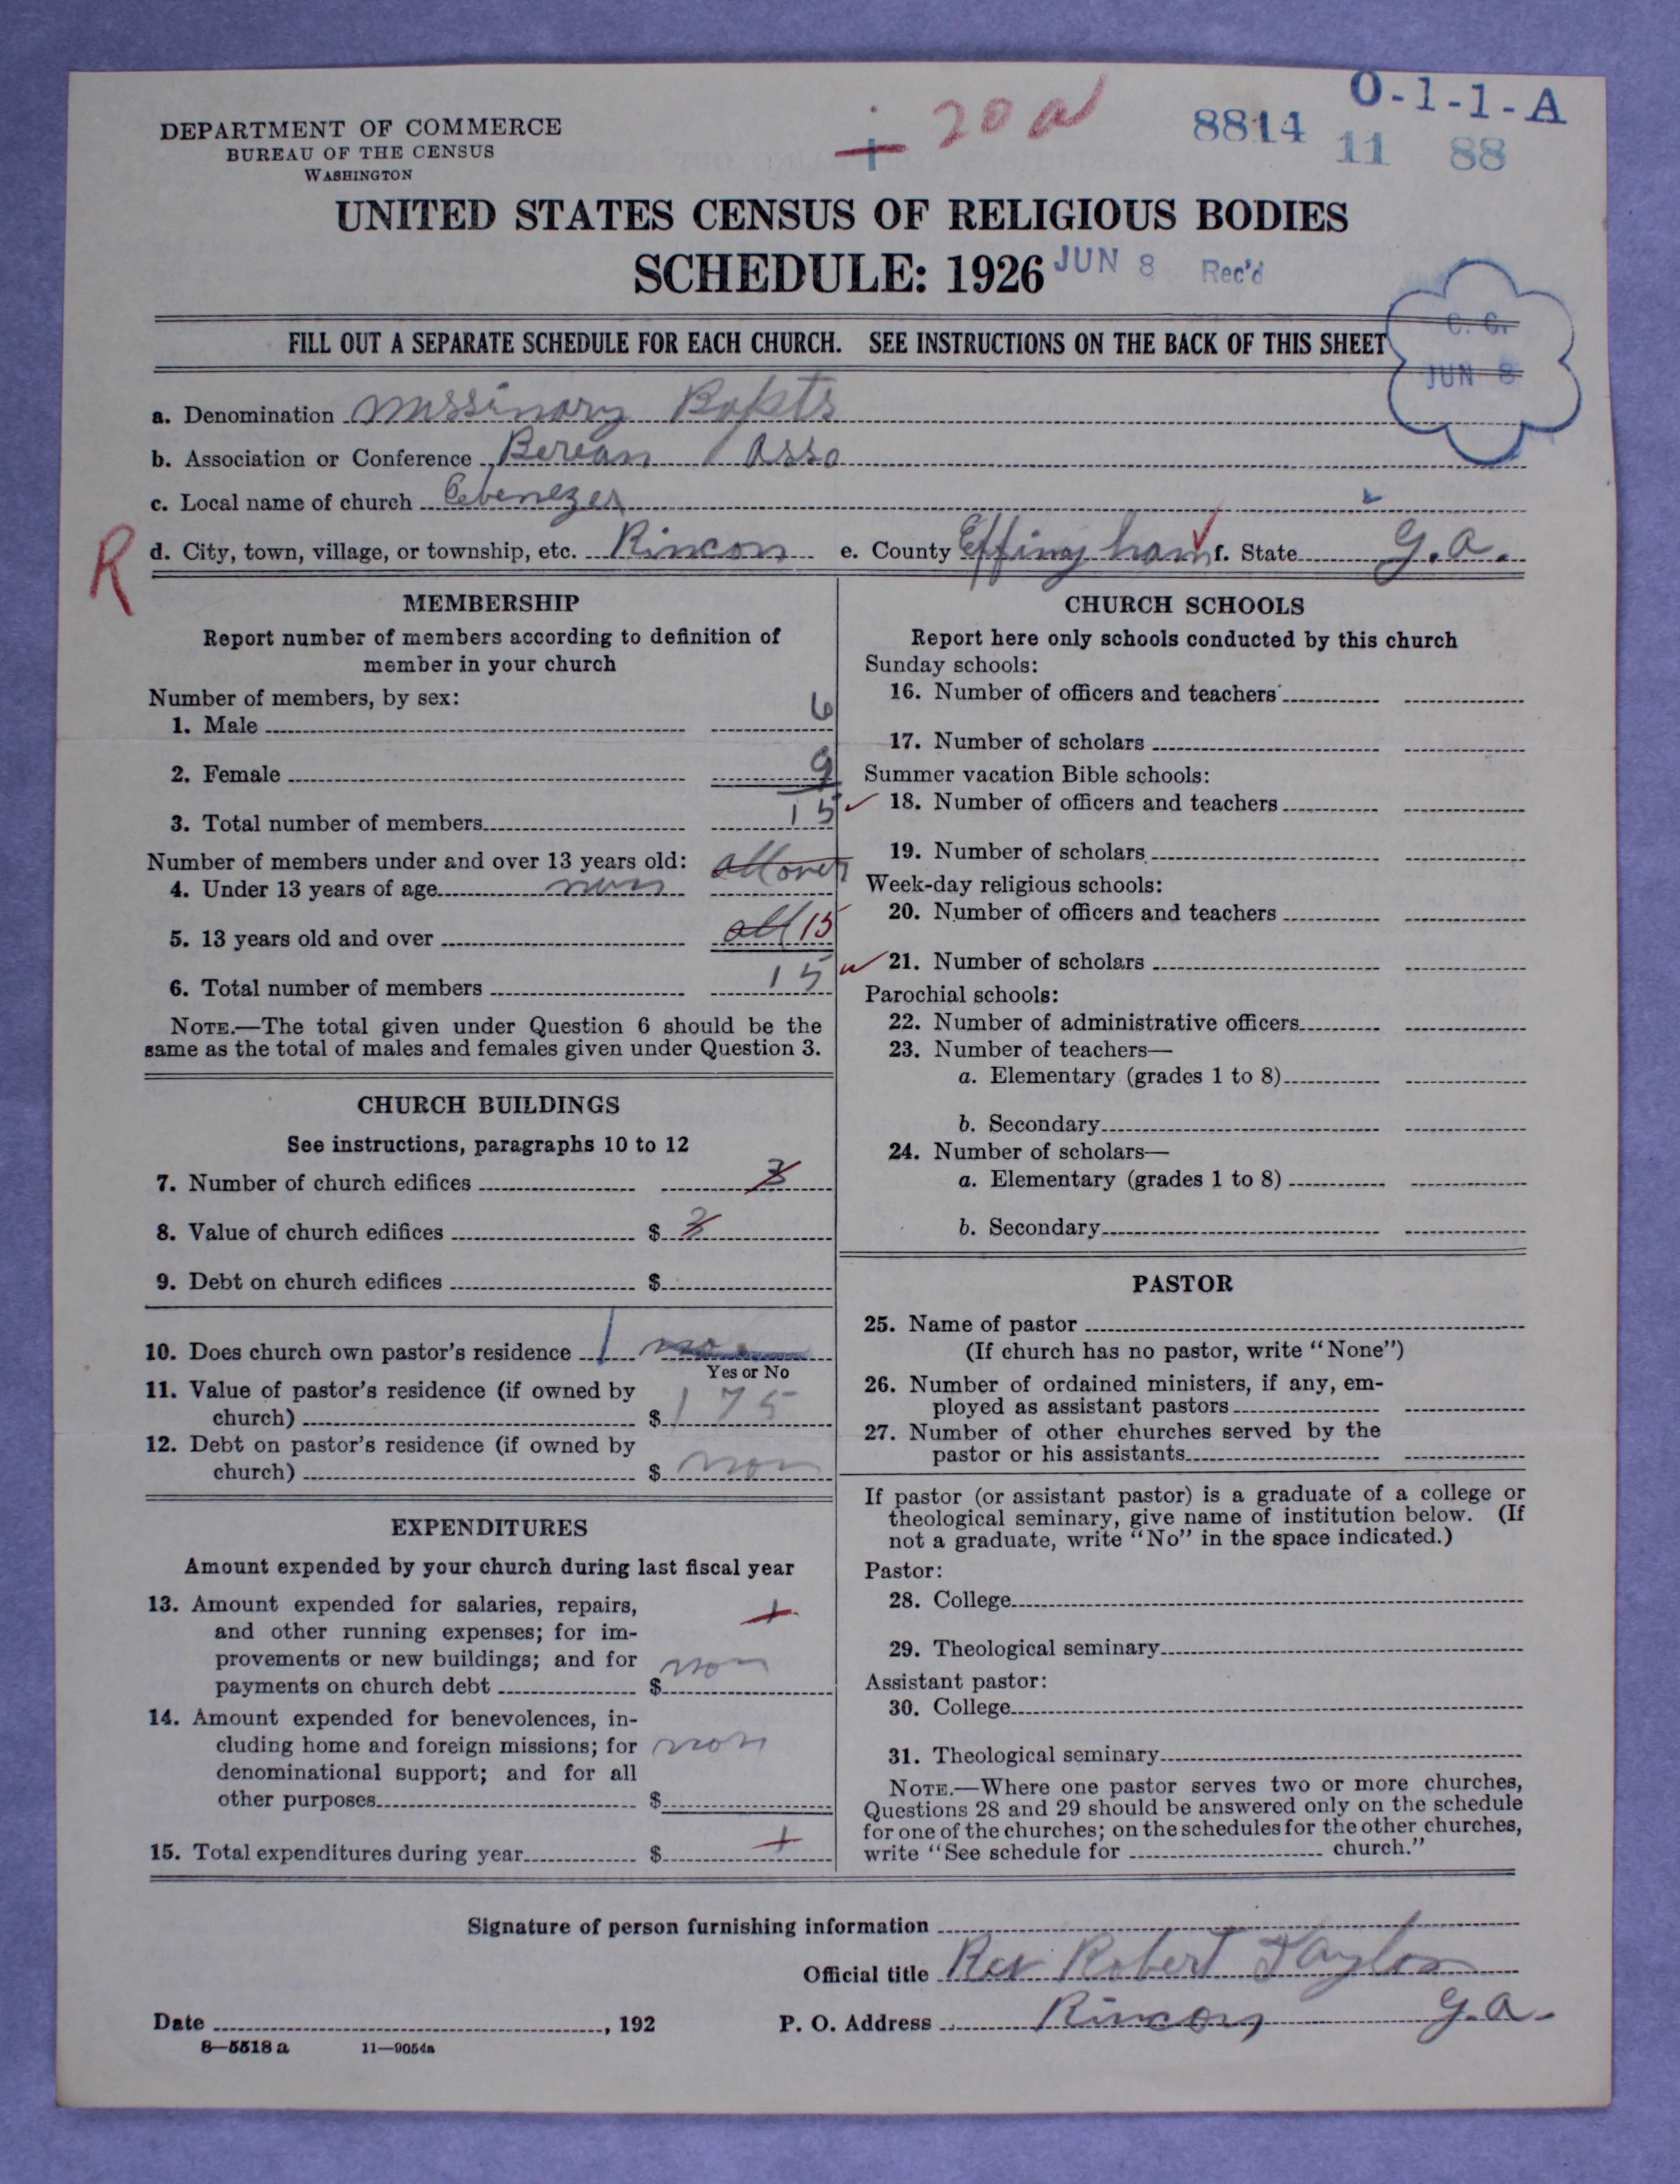 O-1-1-A
20 a
8814 11 88
DEPARTMENT OF COMMERCE
BUREAU OF THE CENSUS
WASHINGTON
UNITED STATES CENSUS OF RELIGIOUS BODIES
SCHEDULE: 1926 JUN 8 Rec'd
FILL OUT A SEPARATE SCHEDULE FOR EACH CHURCH. SEE INSTRUCTIONS ON THE BACK OF THIS SHEET
C. C.
JUN 8
a. Denomination Missinory Bapsts
b. Association or Conference Berean Asso
c. Local name of church Ebenezer
R
d. City, town, village, or township, etc. Rincon e. County Effingham f. State G.a.
MEMBERSHIP
Report number of members according to definition of
member in your church
Number of members, by sex:
1. Male 6
2. Female 9
3. Total number of members 15
Number of members under and over 13 years old: all over
4. Under 13 years of age non
5. 13 years old and over all 15
6. Total number of members 15
NOTE.—The total given under Question 6 should be the
same as the total of males and females given under Question 3.
CHURCH BUILDINGS
See instructions, paragraphs 10 to 12
7. Number of church edifices 3
8. Value of church edifices $ 3
9. Debt on church edifices $
10. Does church own pastor's residence no
Yes or No
11. Value of pastor's residence (if owned by
church) $ 175
12. Debt on pastor's residence (if owned by
church) $ non
EXPENDITURES
Amount expended by your church during last fiscal year
13. Amount expended for salaries, repairs,
and other running expenses; for im-
provements or new buildings; and for
payments on church debt $ non
14. Amount expended for benevolences, in-
cluding home and foreign missions; for non
denominational support; and for all
other purposes $
15. Total expenditures during year $
CHURCH SCHOOLS
Report here only schools conducted by this church
Sunday schools:
16. Number of officers and teachers
17. Number of scholars
Summer vacation Bible schools:
18. Number of officers and teachers
19. Number of scholars
Week-day religious schools:
20. Number of officers and teachers
21. Number of scholars
Parochial schools:
22. Number of administrative officers
23. Number of teachers—
a. Elementary (grades 1 to 8)
b. Secondary
24. Number of scholars—
a. Elementary (grades 1 to 8)
b. Secondary
PASTOR
25. Name of pastor
(If church has no pastor, write "None")
26. Number of ordained ministers, if any, em-
ployed as assistant pastors
27. Number of other churches served by the
pastor or his assistants
If pastor (or assistant pastor) is a graduate of a college or
theological seminary, give name of institution below. (If
not a graduate, write "No" in the space indicated.)
Pastor:
28. College
29. Theological seminary
Assistant pastor:
30. College
31. Theological seminary
NOTE.—Where one pastor serves two or more churches,
Questions 28 and 29 should be answered only on the schedule
for one of the churches; on the schedules for the other churches,
write "See schedule for church."
Signature of person furnishing information
Official title Rev Robert Taylor
Date , 192 P. O. Address Rincon G.a.
8—5518 a 11—9054a